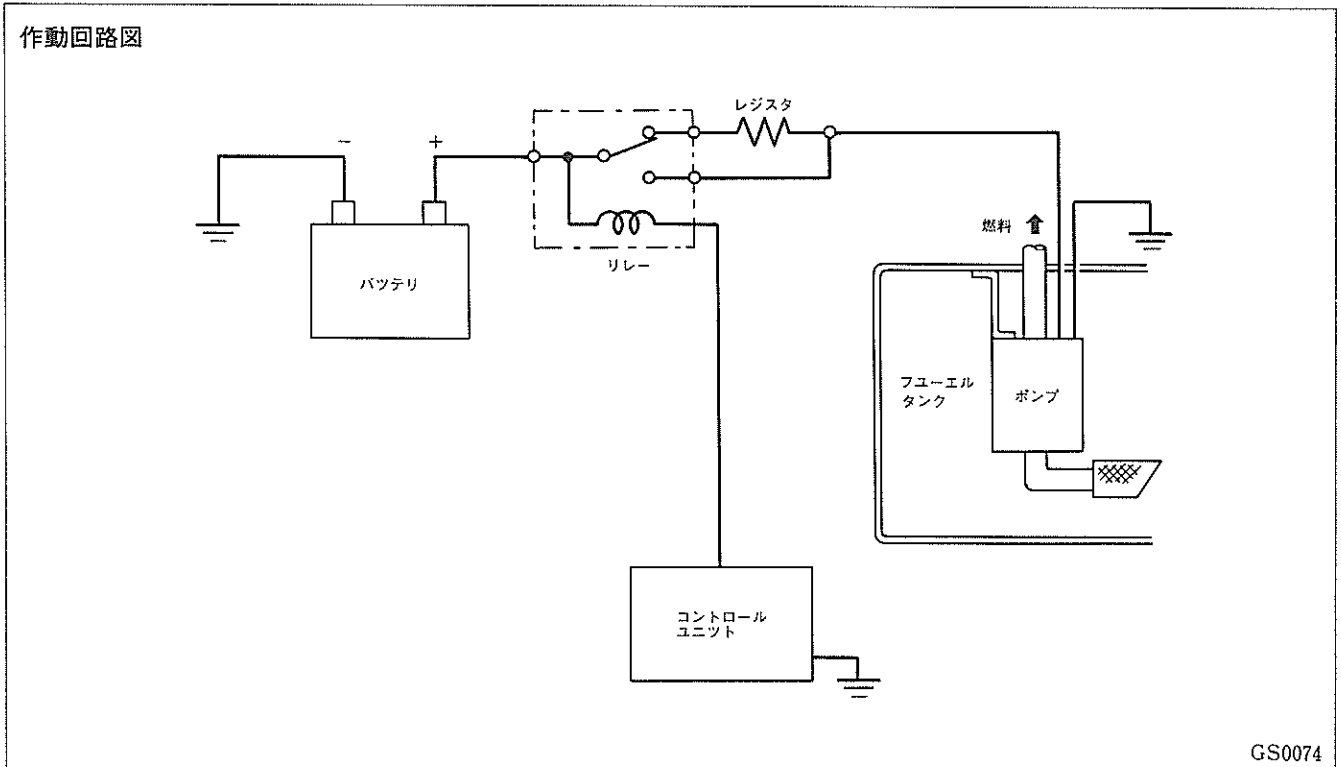 作動回路図
レジスタ
－
＋
燃料
リレー
バツテリ
フユーエル
タンク
ポンプ
コントロール
ユニツト
GS0074